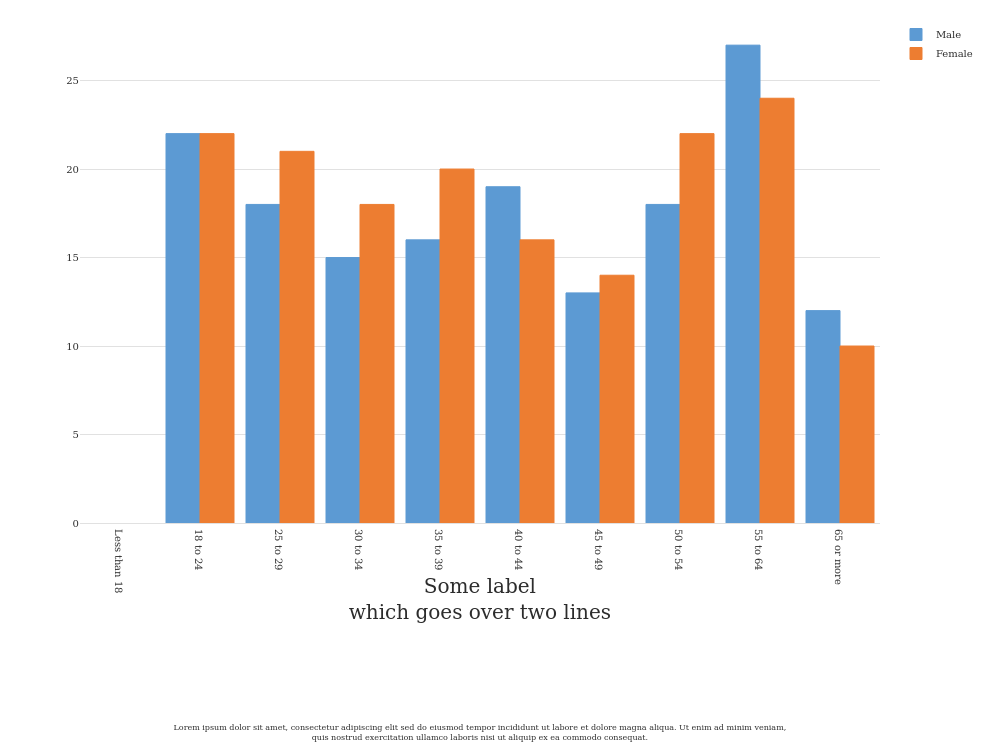 Male
Female
25
20
15
10
5
0
Less than 18
18 to 24
25 to 29
30 to 34
35 to 39
40 to 44
45 to 49
50 to 54
55 to 64
65 or more
Some label
which goes over two lines
Lorem ipsum dolor sit amet, consectetur adipiscing elit sed do eiusmod tempor incididunt ut labore et dolore magna aliqua. Ut enim ad minim veniam,
quis nostrud exercitation ullamco laboris nisi ut aliquip ex ea commodo consequat.